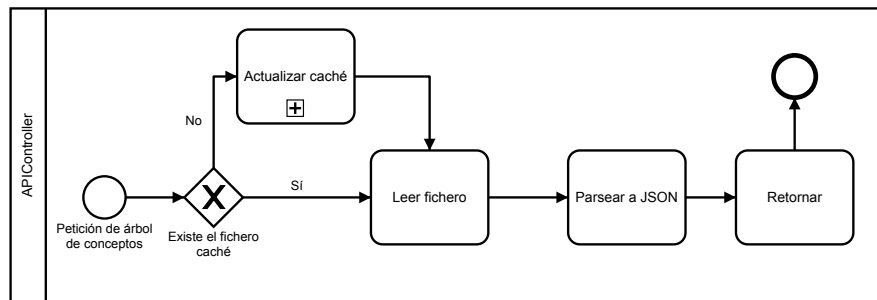 APIController
Petición de árbol
de conceptos
Existe el fichero
caché
No
Sí
Actualizar caché
Leer fichero
Parsear a JSON
Retornar